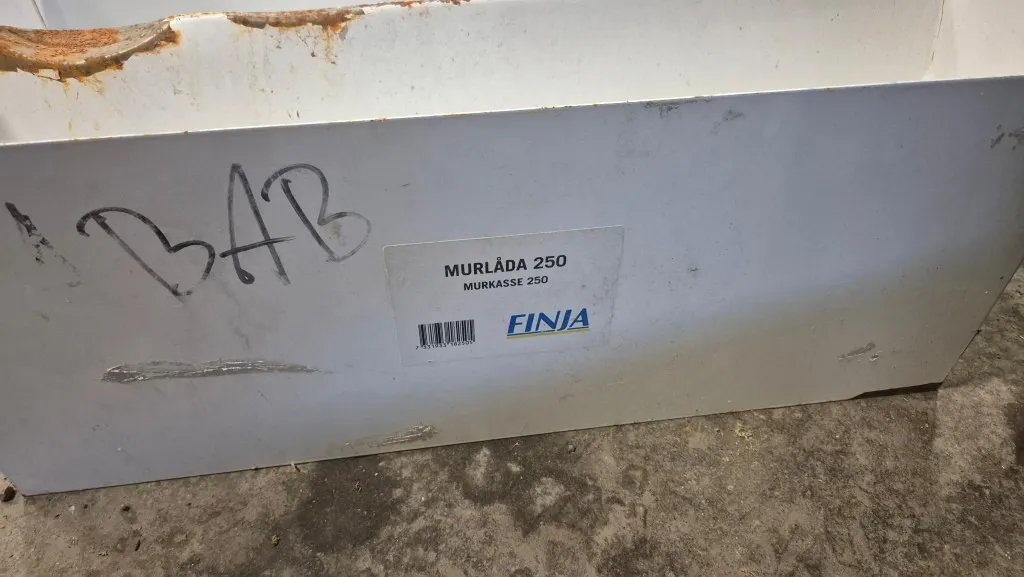 BAB
MURLÅDA 250
MURKASSE 250
FINJA